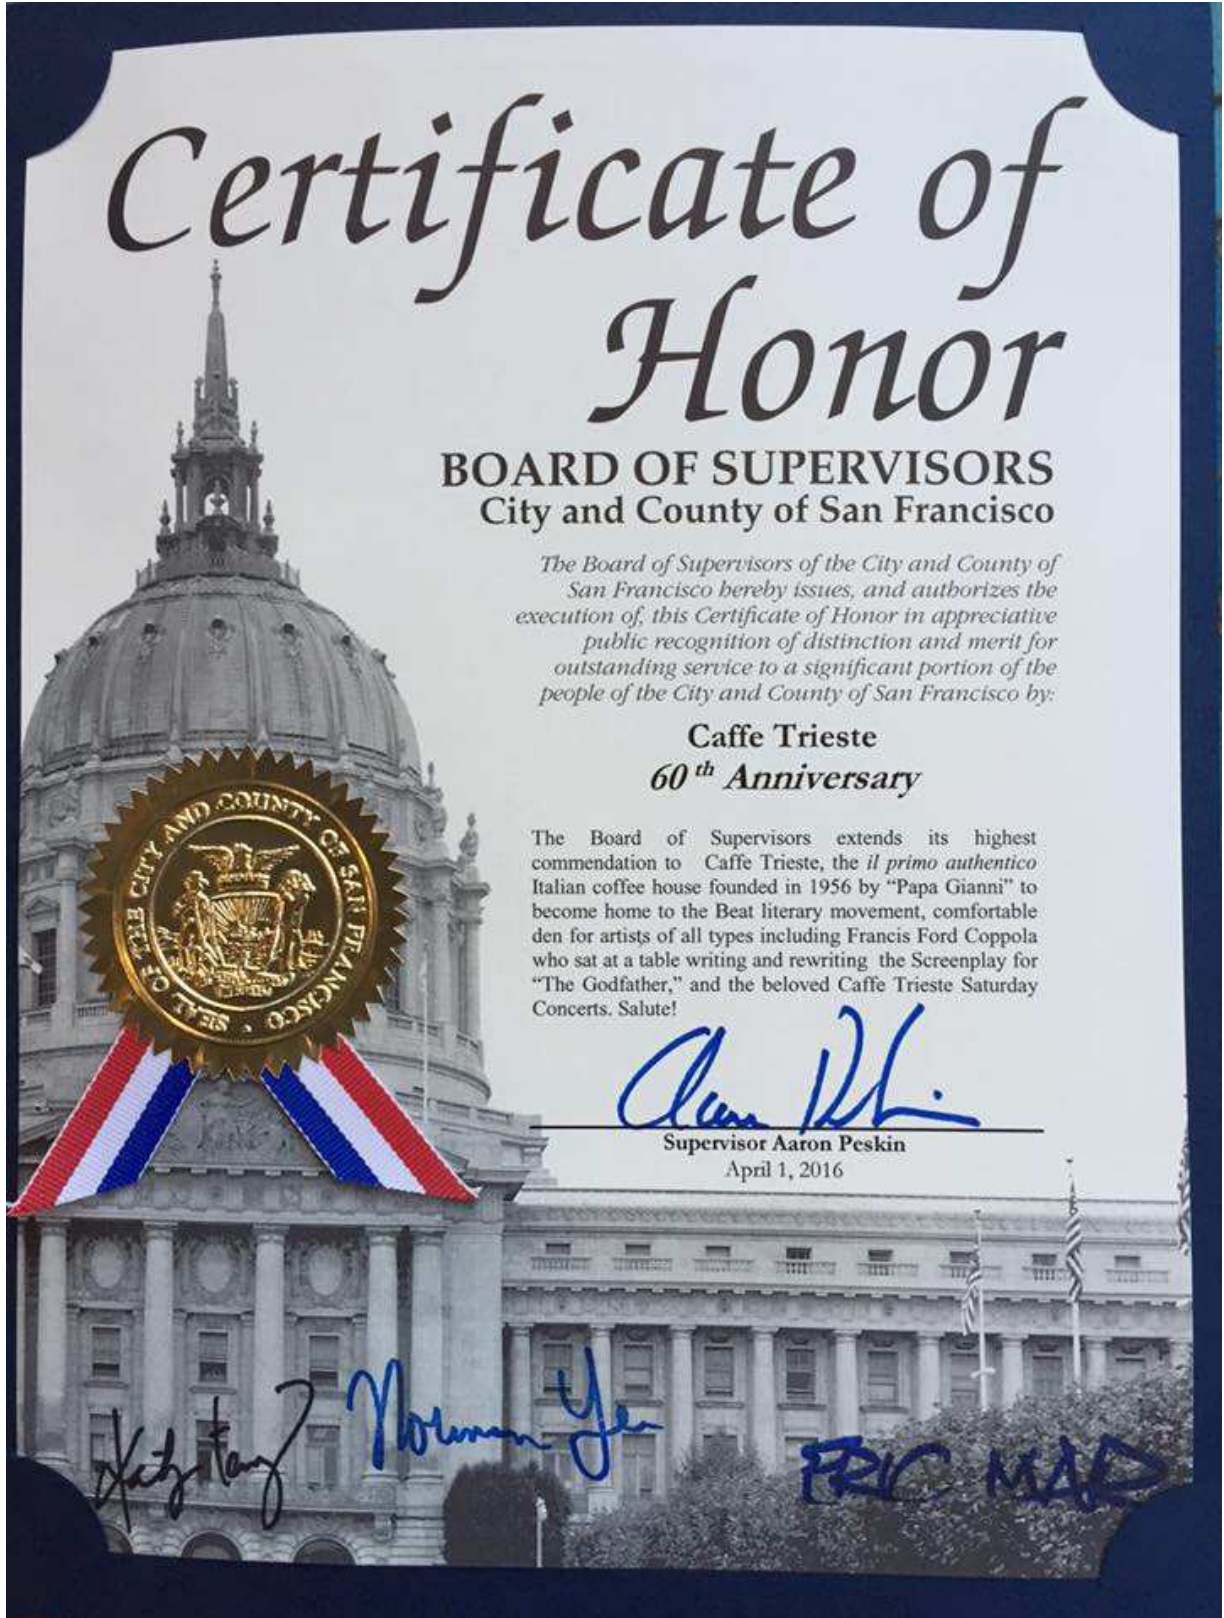 Certificate of
Honor
BOARD OF SUPERVISORS
City and County of San Francisco
The Board of Supervisors of the City and County of
San Francisco hereby issues, and authorizes the
execution of, this Certificate of Honor in appreciative
public recognition of distinction and merit for
outstanding service to a significant portion of the
people of the City and County of San Francisco by:
Caffe Trieste
60th Anniversary
The Board of Supervisors extends its highest
commendation to Caffe Trieste, the il primo authentico
Italian coffee house founded in 1956 by “Papa Gianni” to
become home to the Beat literary movement, comfortable
den for artists of all types including Francis Ford Coppola
who sat at a table writing and rewriting the Screenplay for
“The Godfather,” and the beloved Caffe Trieste Saturday
Concerts. Salute!
Supervisor Aaron Peskin
April 1, 2016
SEAL OF THE CITY AND COUNTY OF SAN FRANCISCO
Katy Tang
Norman Yee
ERIC MAR